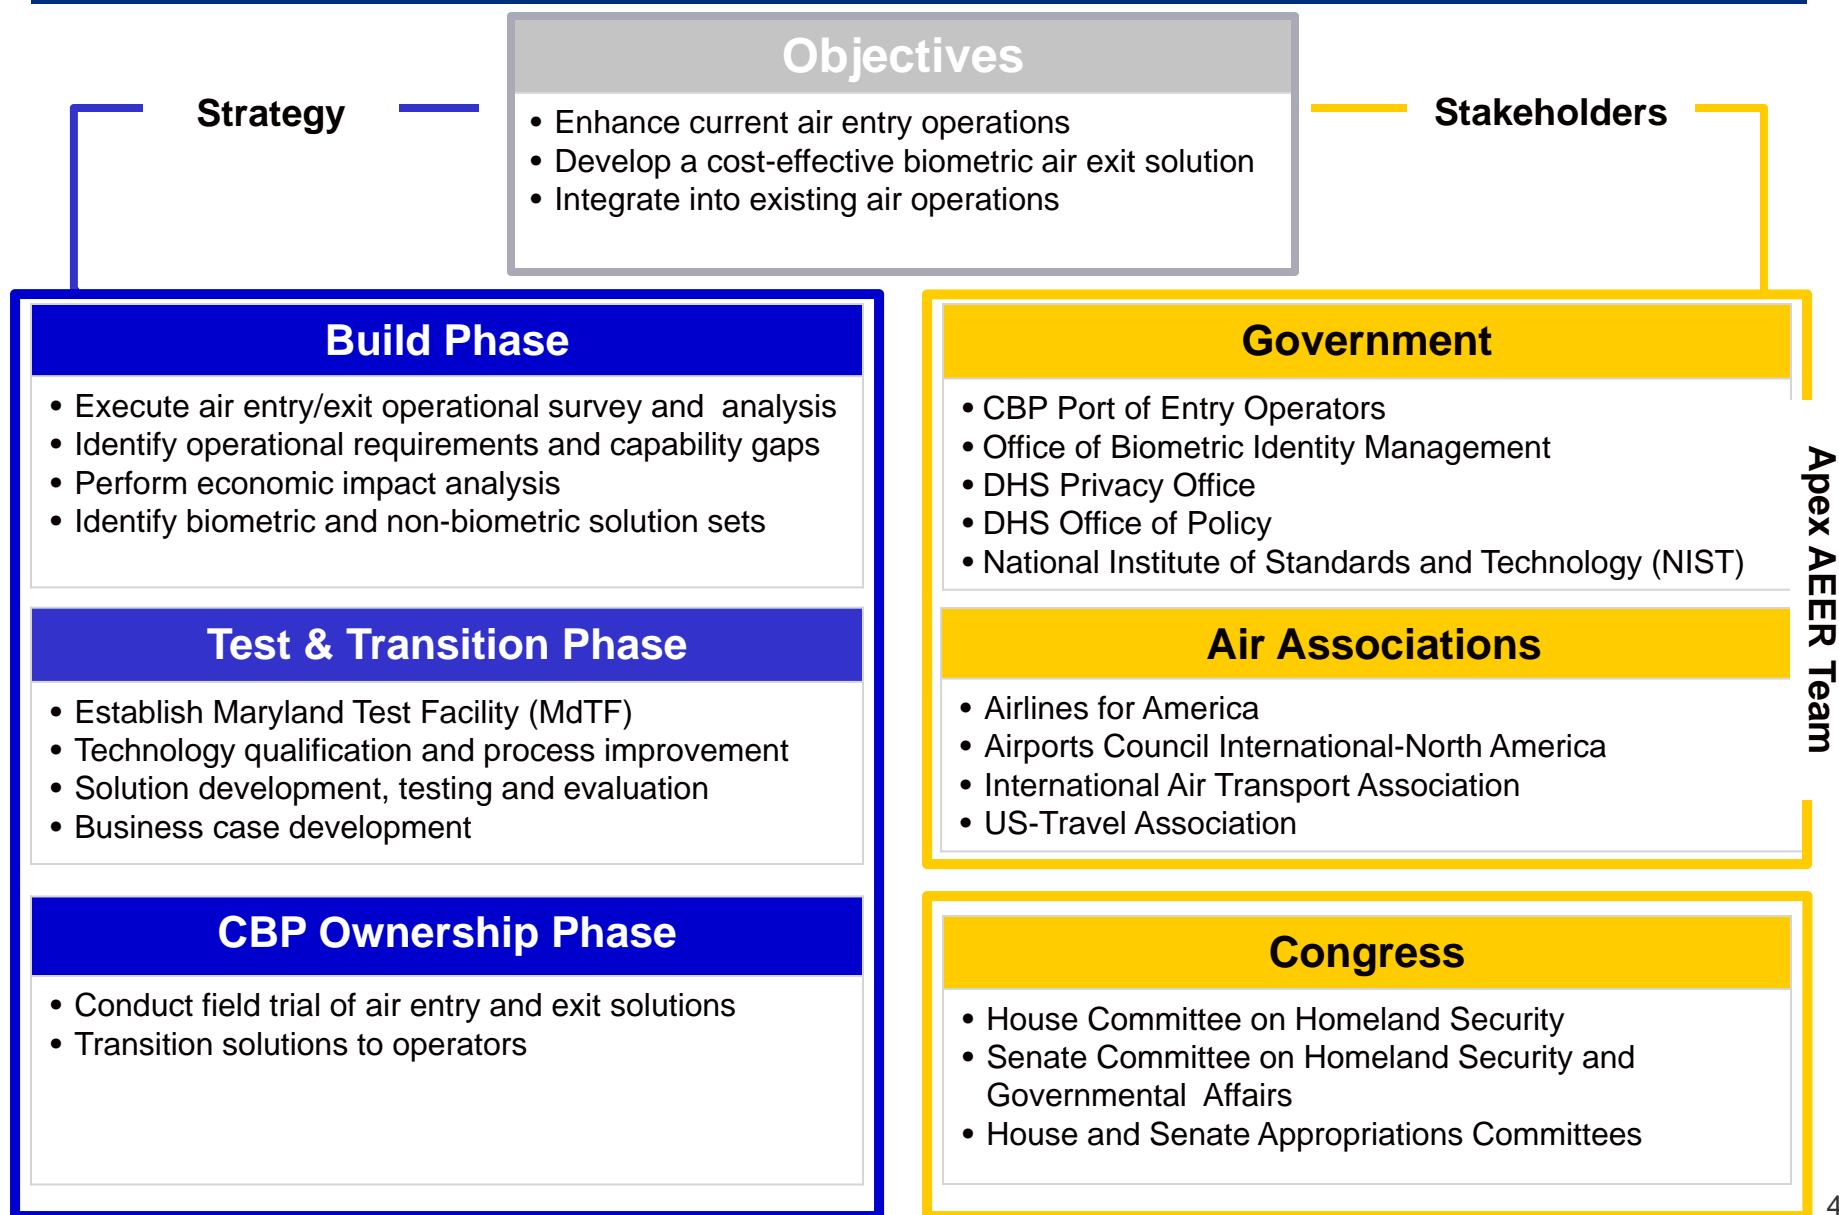 Objectives
• Enhance current air entry operations
• Develop a cost-effective biometric air exit solution
• Integrate into existing air operations
Strategy
Stakeholders
Build Phase
• Execute air entry/exit operational survey and analysis
• Identify operational requirements and capability gaps
• Perform economic impact analysis
• Identify biometric and non-biometric solution sets
Test & Transition Phase
• Establish Maryland Test Facility (MdTF)
• Technology qualification and process improvement
• Solution development, testing and evaluation
• Business case development
CBP Ownership Phase
• Conduct field trial of air entry and exit solutions
• Transition solutions to operators
Government
• CBP Port of Entry Operators
• Office of Biometric Identity Management
• DHS Privacy Office
• DHS Office of Policy
• National Institute of Standards and Technology (NIST)
Air Associations
• Airlines for America
• Airports Council International-North America
• International Air Transport Association
• US-Travel Association
Apex AEER Team
Congress
• House Committee on Homeland Security
• Senate Committee on Homeland Security and
Governmental Affairs
• House and Senate Appropriations Committees
4